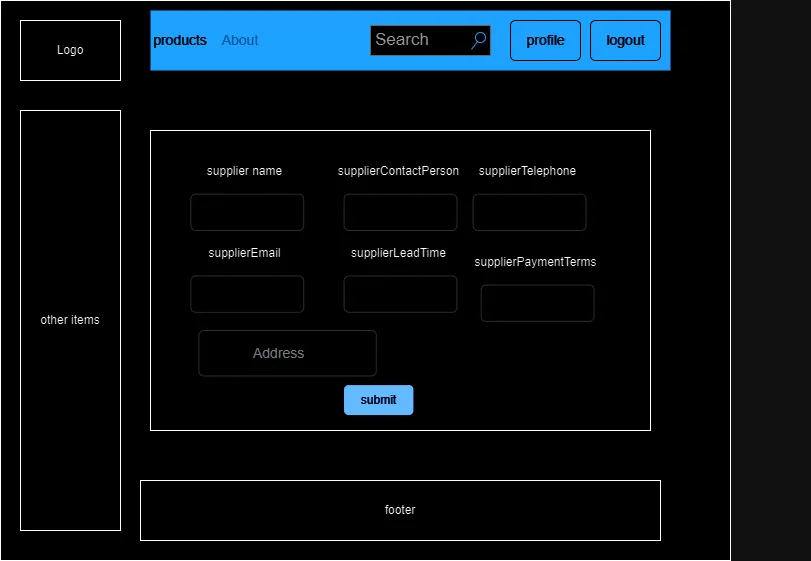 Logo
products About Search profile logout
supplier name supplierContactPerson supplierTelephone
supplierEmail supplierLeadTime supplierPaymentTerms
other items
Address
submit
footer